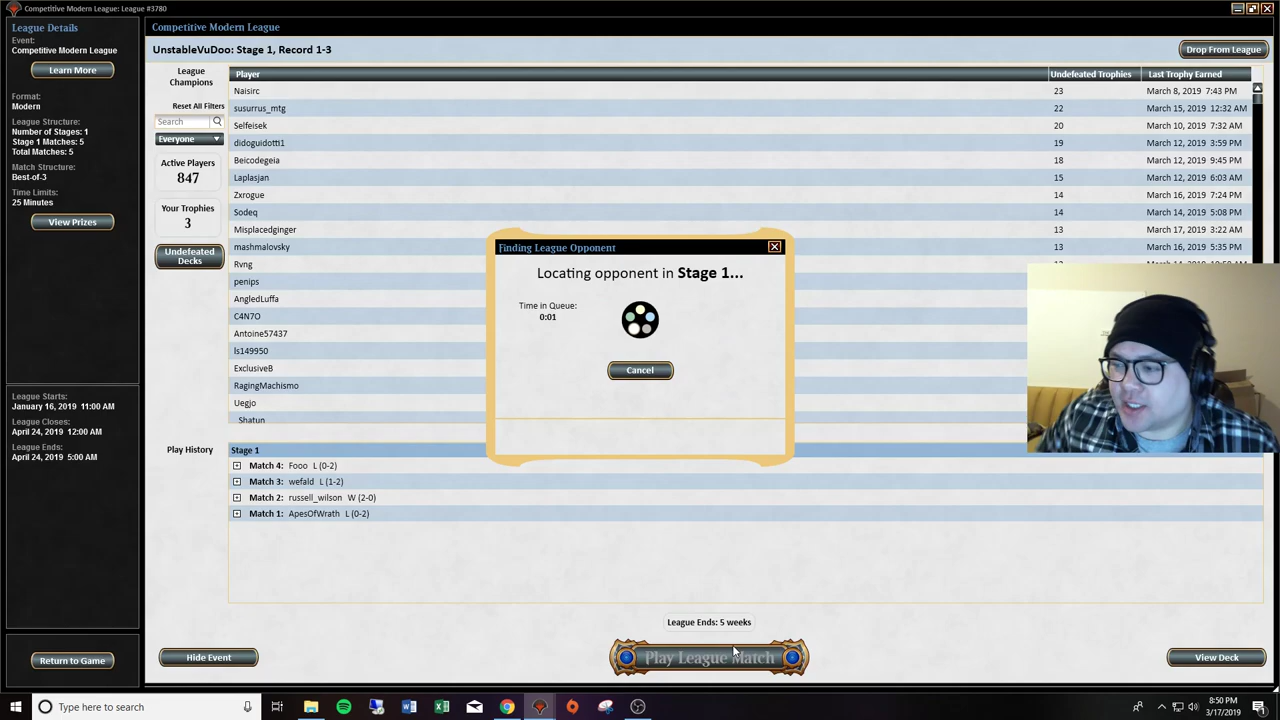 Competitive Modern League: League #3780
League Details
Event:
Competitive Modern League
Learn More
Format:
Modern
League Structure:
Number of Stages: 1
Stage 1 Matches: 5
Total Matches: 5
Match Structure:
Best-of-3
Time Limits:
25 Minutes
View Prizes
League Starts:
January 16, 2019 11:00 AM
League Closes:
April 24, 2019 12:00 AM
League Ends:
April 24, 2019 5:00 AM
Return to Game
Competitive Modern League
UnstableVuDoo: Stage 1, Record 1-3
Drop From League
League
Champions
Reset All Filters
Search
Everyone
Active Players
847
Your Trophies
3
Undefeated
Decks
Player Undefeated Trophies Last Trophy Earned
Naisirc 23 March 8, 2019 7:43 PM
susurrus_mtg 22 March 15, 2019 12:32 AM
Selfeisek 20 March 10, 2019 7:32 AM
didoguidotti1 19 March 12, 2019 3:59 PM
Beicodegeia 18 March 12, 2019 9:45 PM
Laplasjan 15 March 12, 2019 6:03 AM
Zxrogue 14 March 16, 2019 7:24 PM
Sodeq 14 March 14, 2019 5:08 PM
Misplacedginger 13 March 17, 2019 3:22 AM
mashmalovsky 13 March 16, 2019 5:35 PM
Rvng
penips
AngledLuffa
C4N7O
Antoine57437
ls149950
ExclusiveB
RagingMachismo
Uegjo
_Shatun_
Finding League Opponent
Locating opponent in Stage 1...
Time in Queue:
0:01
Cancel
Play History
Stage 1
Match 4: Fooo L (0-2)
Match 3: wefald L (1-2)
Match 2: russell_wilson W (2-0)
Match 1: ApesOfWrath L (0-2)
League Ends: 5 weeks
Hide Event
Play League Match
View Deck
Type here to search
8:50 PM
3/17/2019